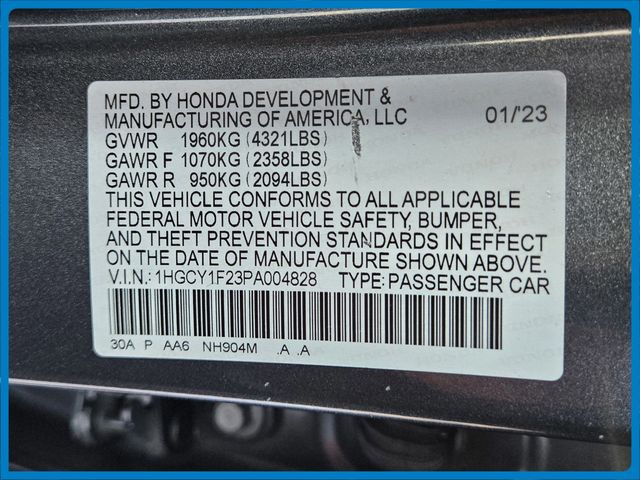 MFD. BY HONDA DEVELOPMENT &
MANUFACTURING OF AMERICA, LLC 01/'23
GVWR 1960KG (4321LBS)
GAWR F 1070KG (2358LBS)
GAWR R 950KG (2094LBS)
THIS VEHICLE CONFORMS TO ALL APPLICABLE
FEDERAL MOTOR VEHICLE SAFETY, BUMPER,
AND THEFT PREVENTION STANDARDS IN EFFECT
ON THE DATE OF MANUFACTURE SHOWN ABOVE.
V.I.N.: 1HGCY1F23PA004828 TYPE: PASSENGER CAR
30A P AA6 NH904M .A .A